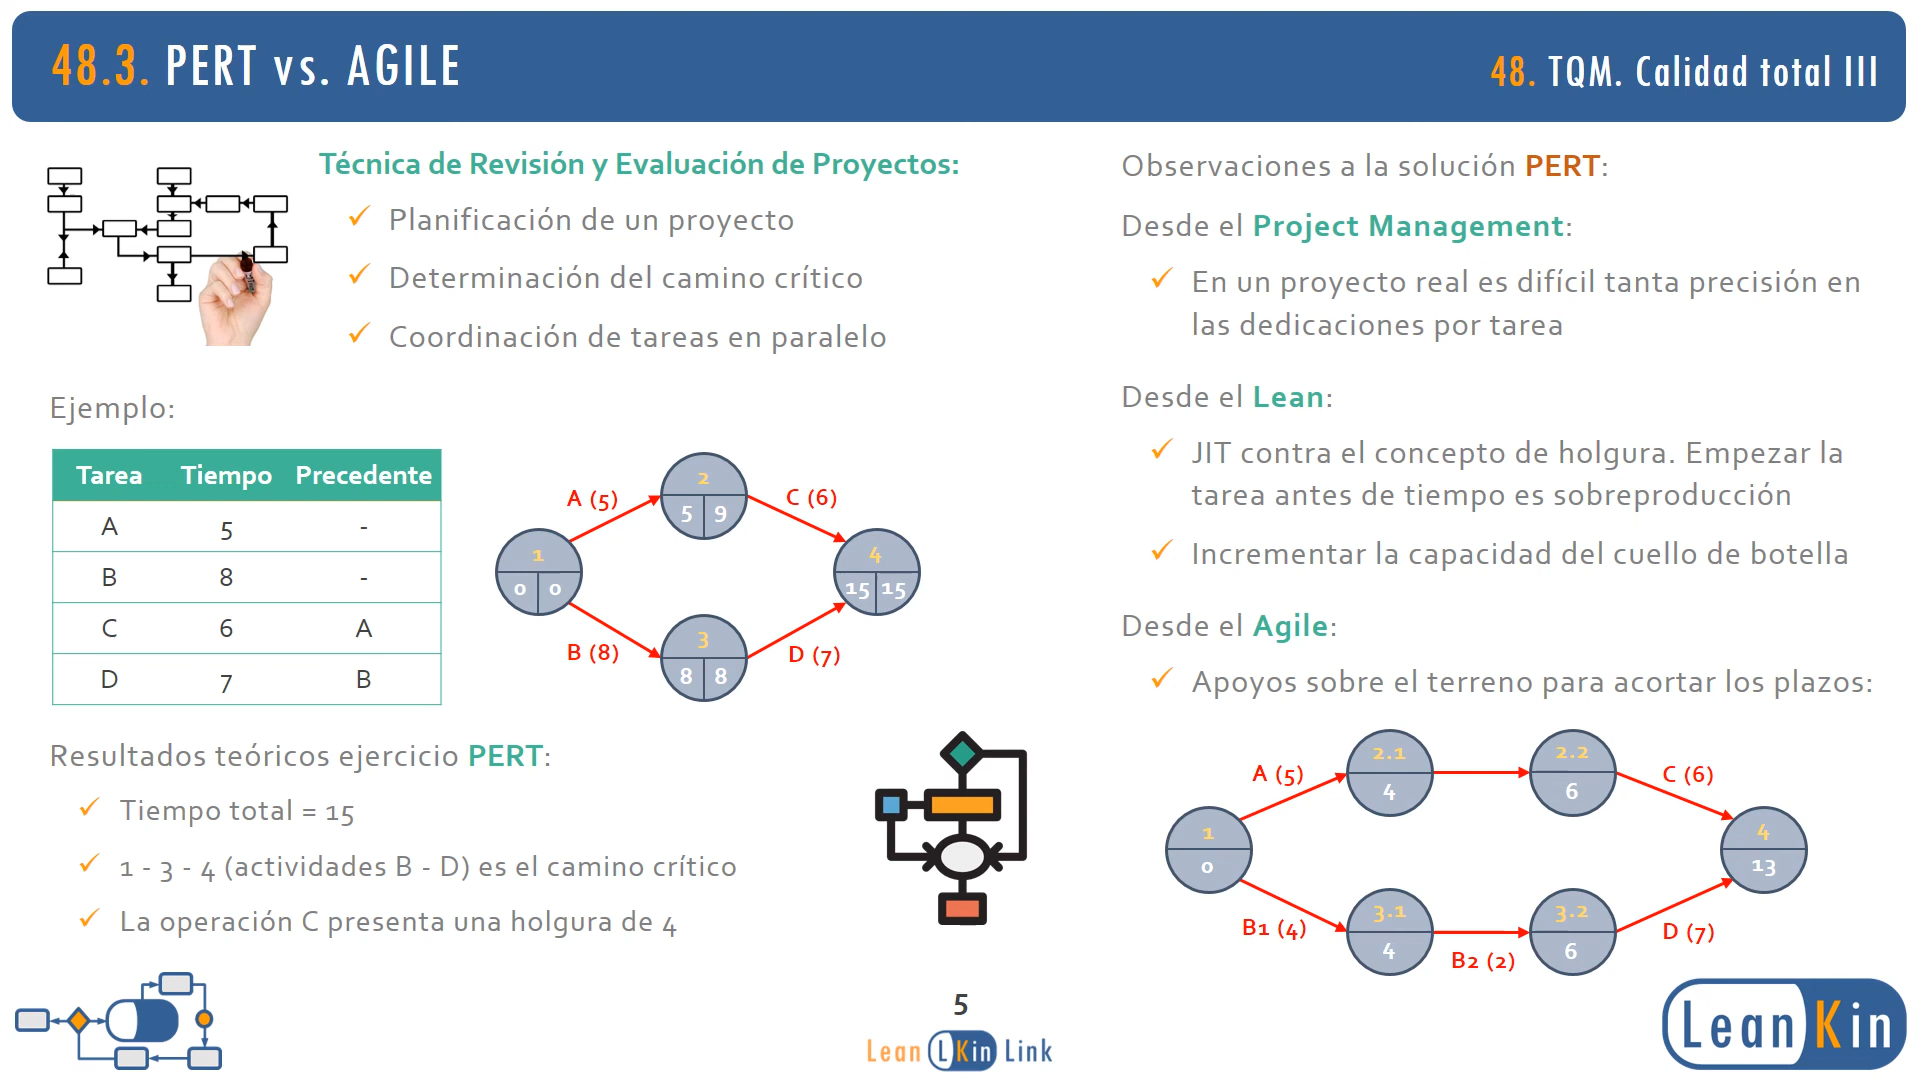 48.3. PERT vs. AGILE
48. TQM. Calidad total III
Técnica de Revisión y Evaluación de Proyectos:
✓ Planificación de un proyecto
✓ Determinación del camino crítico
✓ Coordinación de tareas en paralelo
Ejemplo:
Tarea Tiempo Precedente
A 5 -
B 8 -
C 6 A
D 7 B
A (5)
2
5 9
C (6)
1
0 0
4
15 15
B (8)
3
8 8
D (7)
Resultados teóricos ejercicio PERT:
✓ Tiempo total = 15
✓ 1 - 3 - 4 (actividades B - D) es el camino crítico
✓ La operación C presenta una holgura de 4
Observaciones a la solución PERT:
Desde el Project Management:
✓ En un proyecto real es difícil tanta precisión en
las dedicaciones por tarea
Desde el Lean:
✓ JIT contra el concepto de holgura. Empezar la
tarea antes de tiempo es sobreproducción
✓ Incrementar la capacidad del cuello de botella
Desde el Agile:
✓ Apoyos sobre el terreno para acortar los plazos:
A (5)
2.1
4
2.2
6
C (6)
1
0
4
13
B1 (4)
3.1
4
B2 (2)
3.2
6
D (7)
5
Lean LKin Link
LeanKin